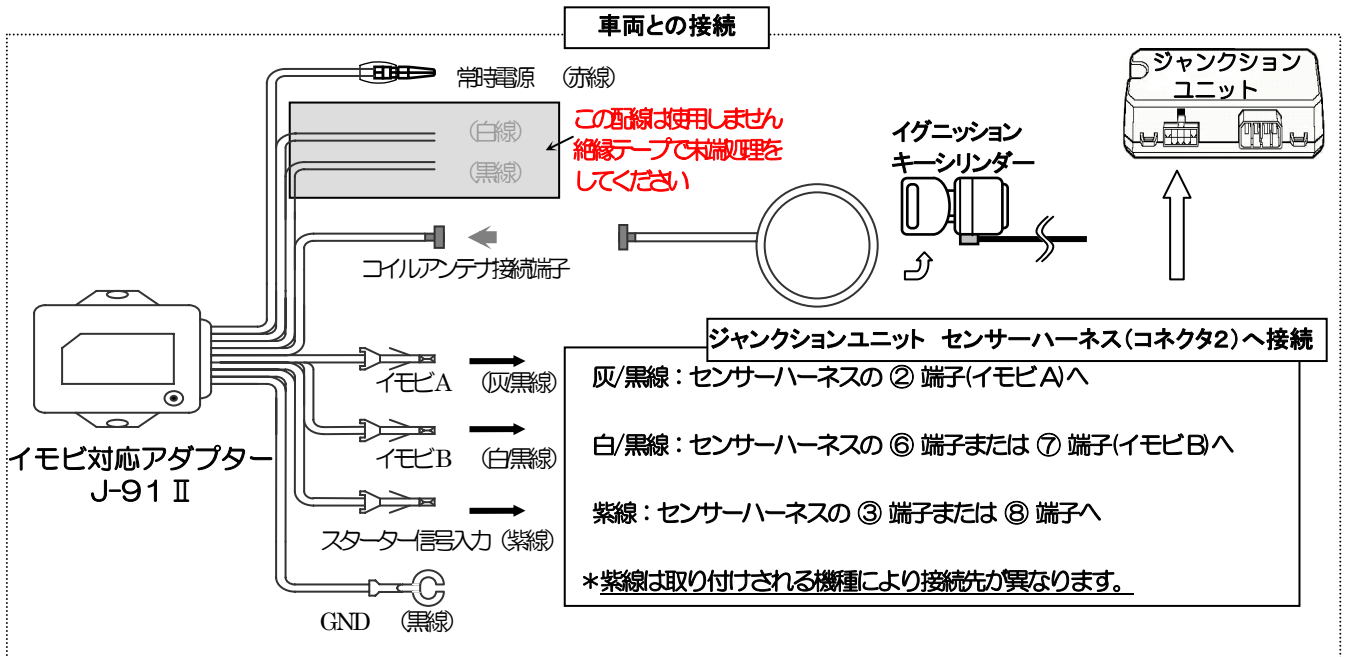 車両との接続
常時電源 (赤線)
(白線)
(黒線)
この配線は使用しません
絶縁テープで末端処理を
してください
イグニッション
キーシリンダー
ジャンクション
ユニット
コイルアンテナ接続端子
ジャンクションユニット センサーハーネス(コネクタ2)へ接続
イモビA (灰黒線)
灰/黒線:センサーハーネスの ② 端子(イモビA)へ
イモビB (白黒線)
白/黒線:センサーハーネスの ⑥ 端子または ⑦ 端子(イモビB)へ
イモビ対応アダプター
J-91Ⅱ
スターター信号入力 (紫線)
紫線:センサーハーネスの ③ 端子または ⑧ 端子へ
*紫線は取り付けされる機種により接続先が異なります。
GND (黒線)